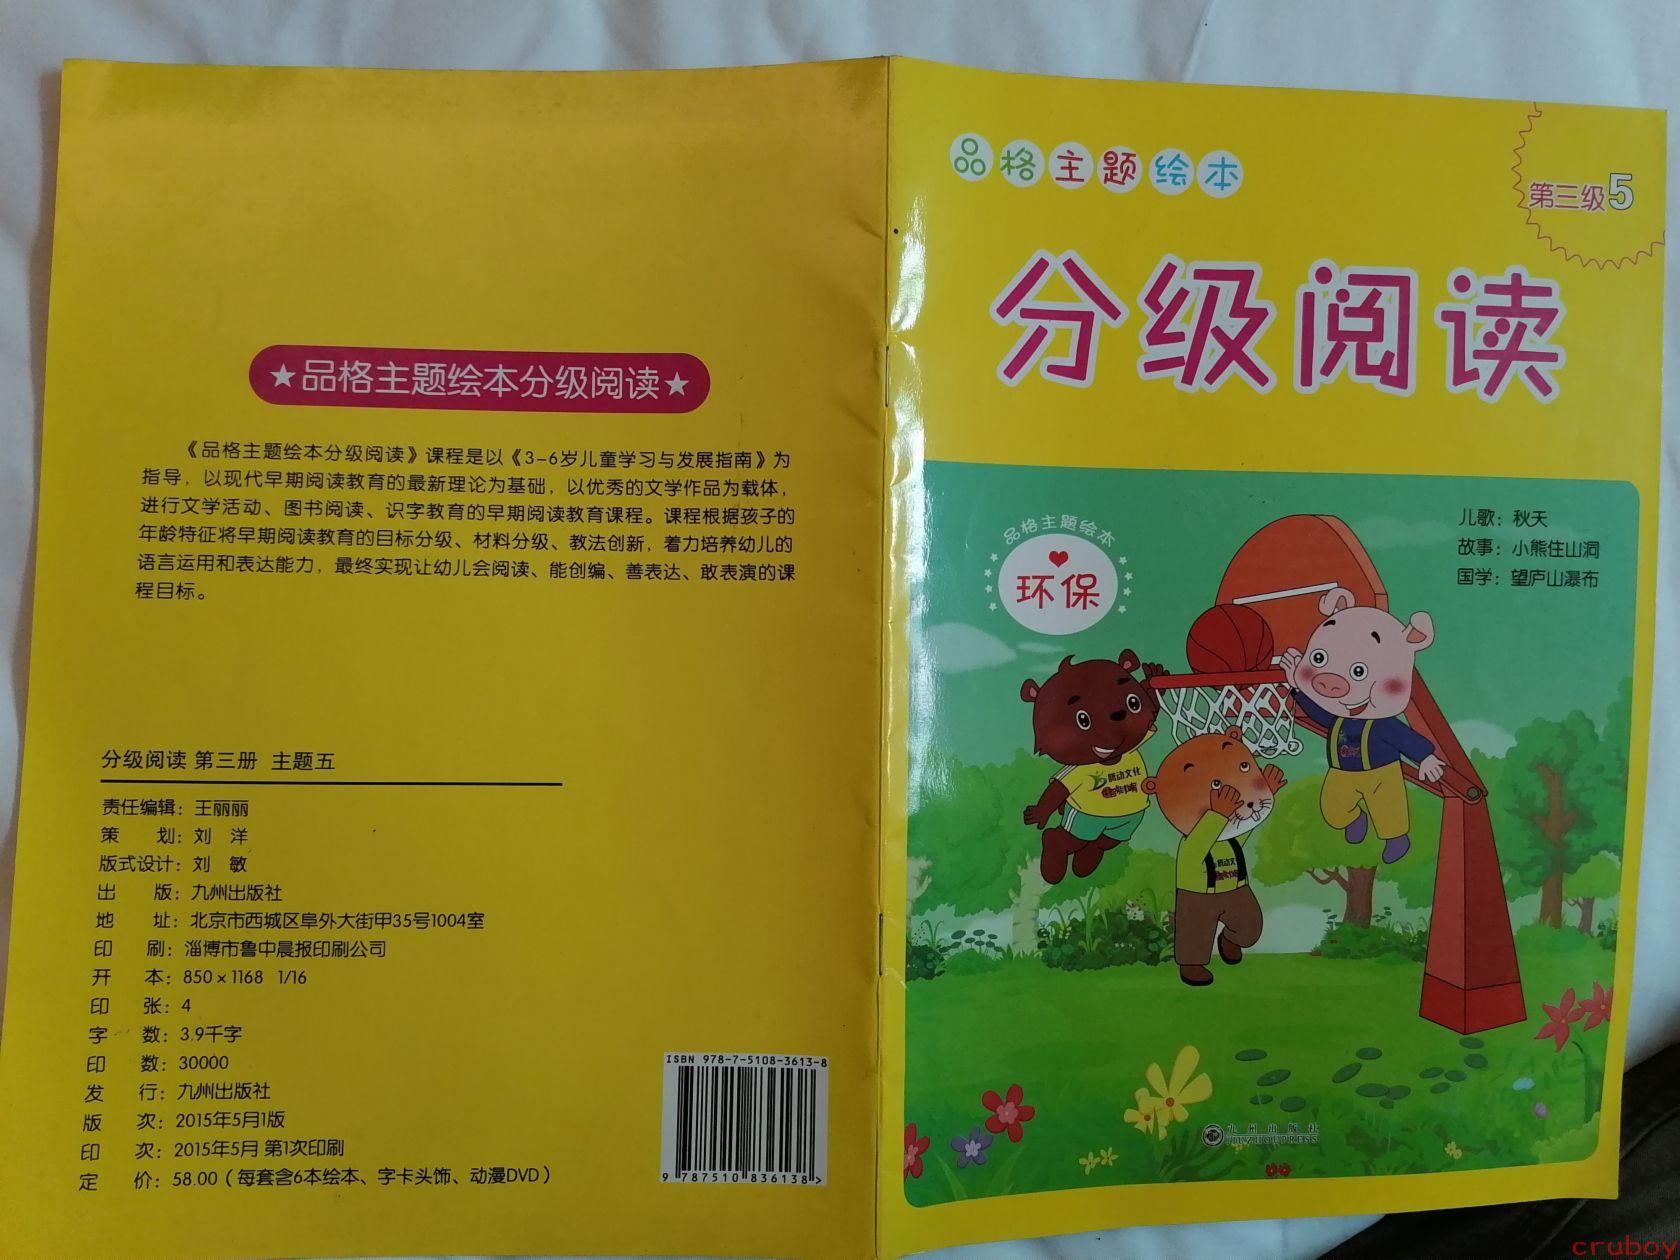 ★品格主题绘本分级阅读★
《品格主题绘本分级阅读》课程是以《3-6岁儿童学习与发展指南》为
指导，以现代早期阅读教育的最新理论为基础，以优秀的文学作品为载体，
进行文学活动、图书阅读、识字教育的早期阅读教育课程。课程根据孩子的
年龄特征将早期阅读教育的目标分级、材料分级、教法创新，着力培养幼儿的
语言运用和表达能力，最终实现让幼儿会阅读、能创编、善表达、敢表演的课
程目标。
分级阅读 第三册 主题五
责任编辑：王丽丽
策 划：刘 洋
版式设计：刘 敏
出 版：九州出版社
地 址：北京市西城区阜外大街甲35号1004室
印 刷：淄博市鲁中晨报印刷公司
开 本：850×1168 1/16
印 张：4
字 数：3.9千字
印 数：30000
发 行：九州出版社
版 次：2015年5月1版
印 次：2015年5月 第1次印刷
定 价：58.00（每套含6本绘本、字卡头饰、动漫DVD）
ISBN 978-7-5108-3613-8
9 787510 836138 >
品格主题绘本
第三级5
分级阅读
品格主题绘本
环保
儿歌：秋天
故事：小熊住山洞
国学：望庐山瀑布
腾动文化
腾动文
九州出版社
JIUZHOUPRESS
cruboy